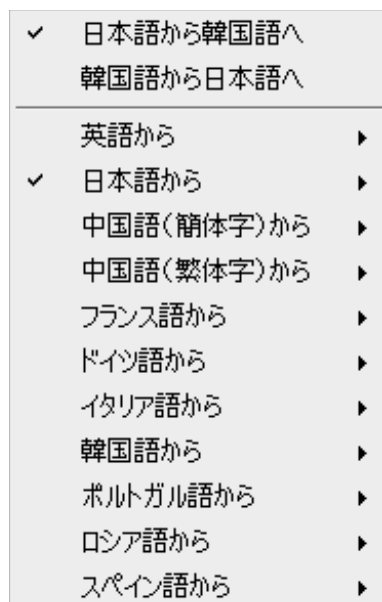 日本語から韓国語へ
韓国語から日本語へ
英語から
日本語から
中国語(簡体字)から
中国語(繁体字)から
フランス語から
ドイツ語から
イタリア語から
韓国語から
ポルトガル語から
ロシア語から
スペイン語から